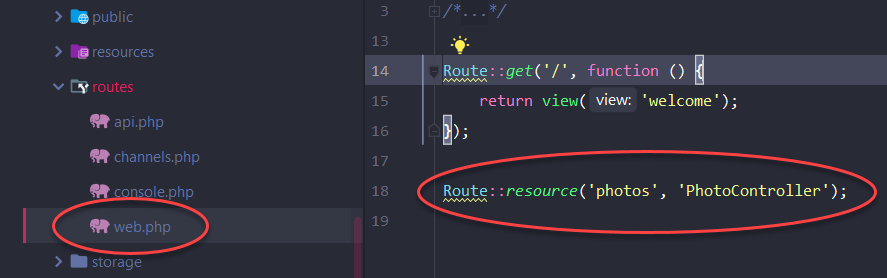 public
resources
routes
api.php
channels.php
console.php
web.php
storage
3 /*...*/
13
14 Route::get('/', function () {
15 return view( view: 'welcome');
16 });
17
18 Route::resource('photos', 'PhotoController');
19